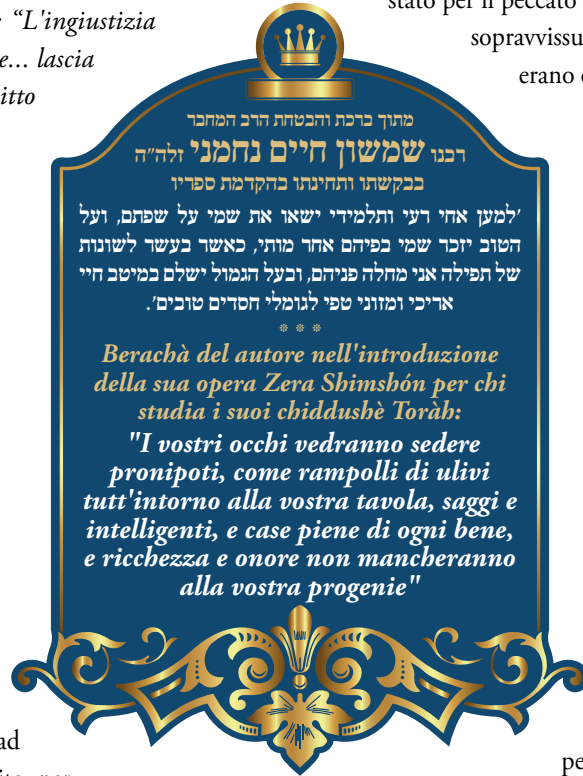 "L'ingiustizia
e... lascia
itto
stato per il peccato
sopravvissu
erano
מתוך ברכת והבטחת הרב המחבר
רבנו שמשון חיים נחמני זלה"ה
בבקשתו ותחינתו בהקדמת ספריו
'למען אחי רעי ותלמידי ישאו את שמי על שפתם, ועל
הטוב יזכר שמי בפיהם אחר מותי, כאשר בעשר לשונות
של תפילה אני מחלה פניהם, ובעל הגמול ישלם במיטב חיי
אריכי ומזוני טפי לגומלי חסדים טובים'.
* * *
Berachà del autore nell'introduzione
della sua opera Zera Shimshón per chi
studia i suoi chiddushè Toràh:
"I vostri occhi vedranno sedere
pronipoti, come rampolli di ulivi
tutt'intorno alla vostra tavola, saggi e
intelligenti, e case piene di ogni bene,
e ricchezza e onore non mancheranno
alla vostra progenie"
ad
pe